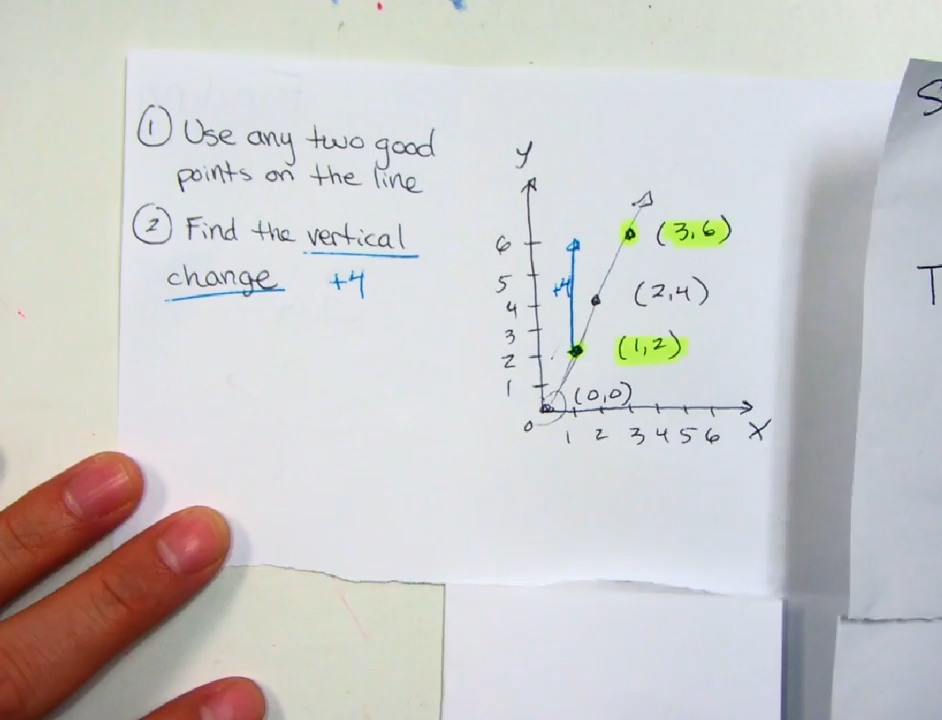 ① Use any two good
points on the line
② Find the vertical
change +4
y
6
5
4
3
2
1
0
+4
(3,6)
(2,4)
(1,2)
(0,0)
1 2 3 4 5 6
X
S
T